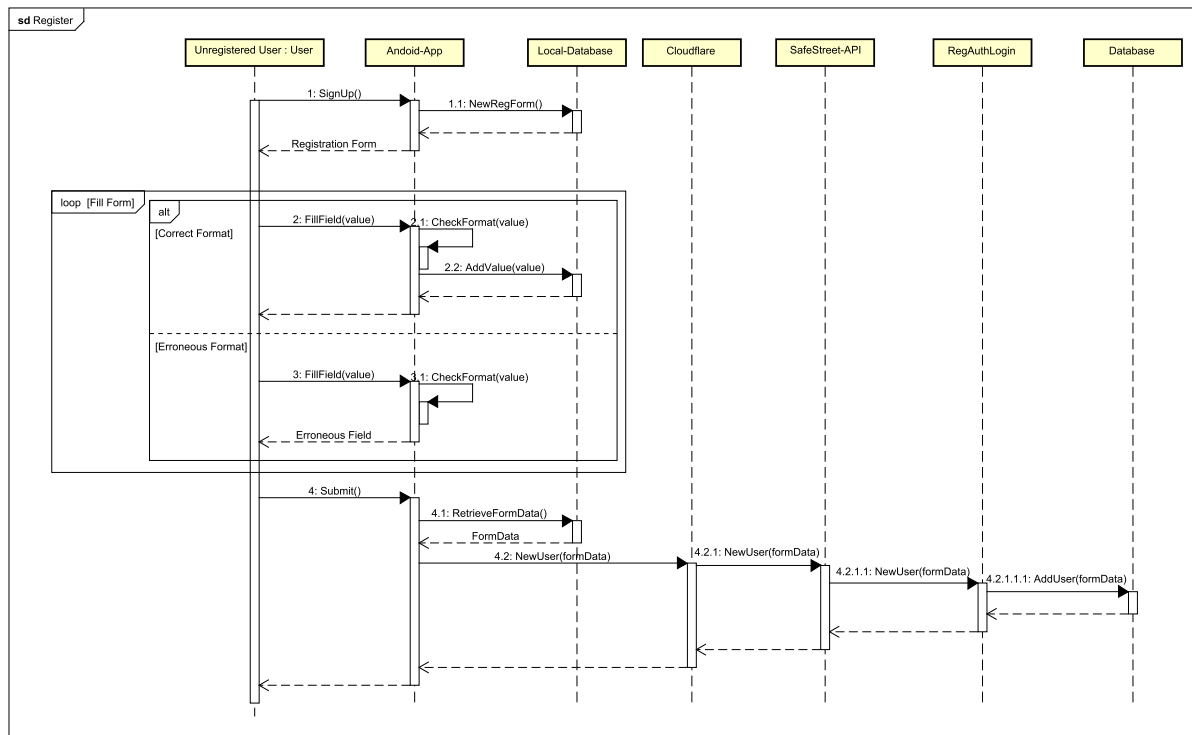 sd Register
Unregistered User : User
Andoid-App
Local-Database
Cloudflare
SafeStreet-API
RegAuthLogin
Database
1: SignUp()
1.1: NewRegForm()
Registration Form
loop [Fill Form]
alt
[Correct Format]
2: FillField(value)
2.1: CheckFormat(value)
2.2: AddValue(value)
[Erroneous Format]
3: FillField(value)
3.1: CheckFormat(value)
Erroneous Field
4: Submit()
4.1: RetrieveFormData()
FormData
4.2: NewUser(formData)
4.2.1: NewUser(formData)
4.2.1.1: NewUser(formData)
4.2.1.1.1: AddUser(formData)